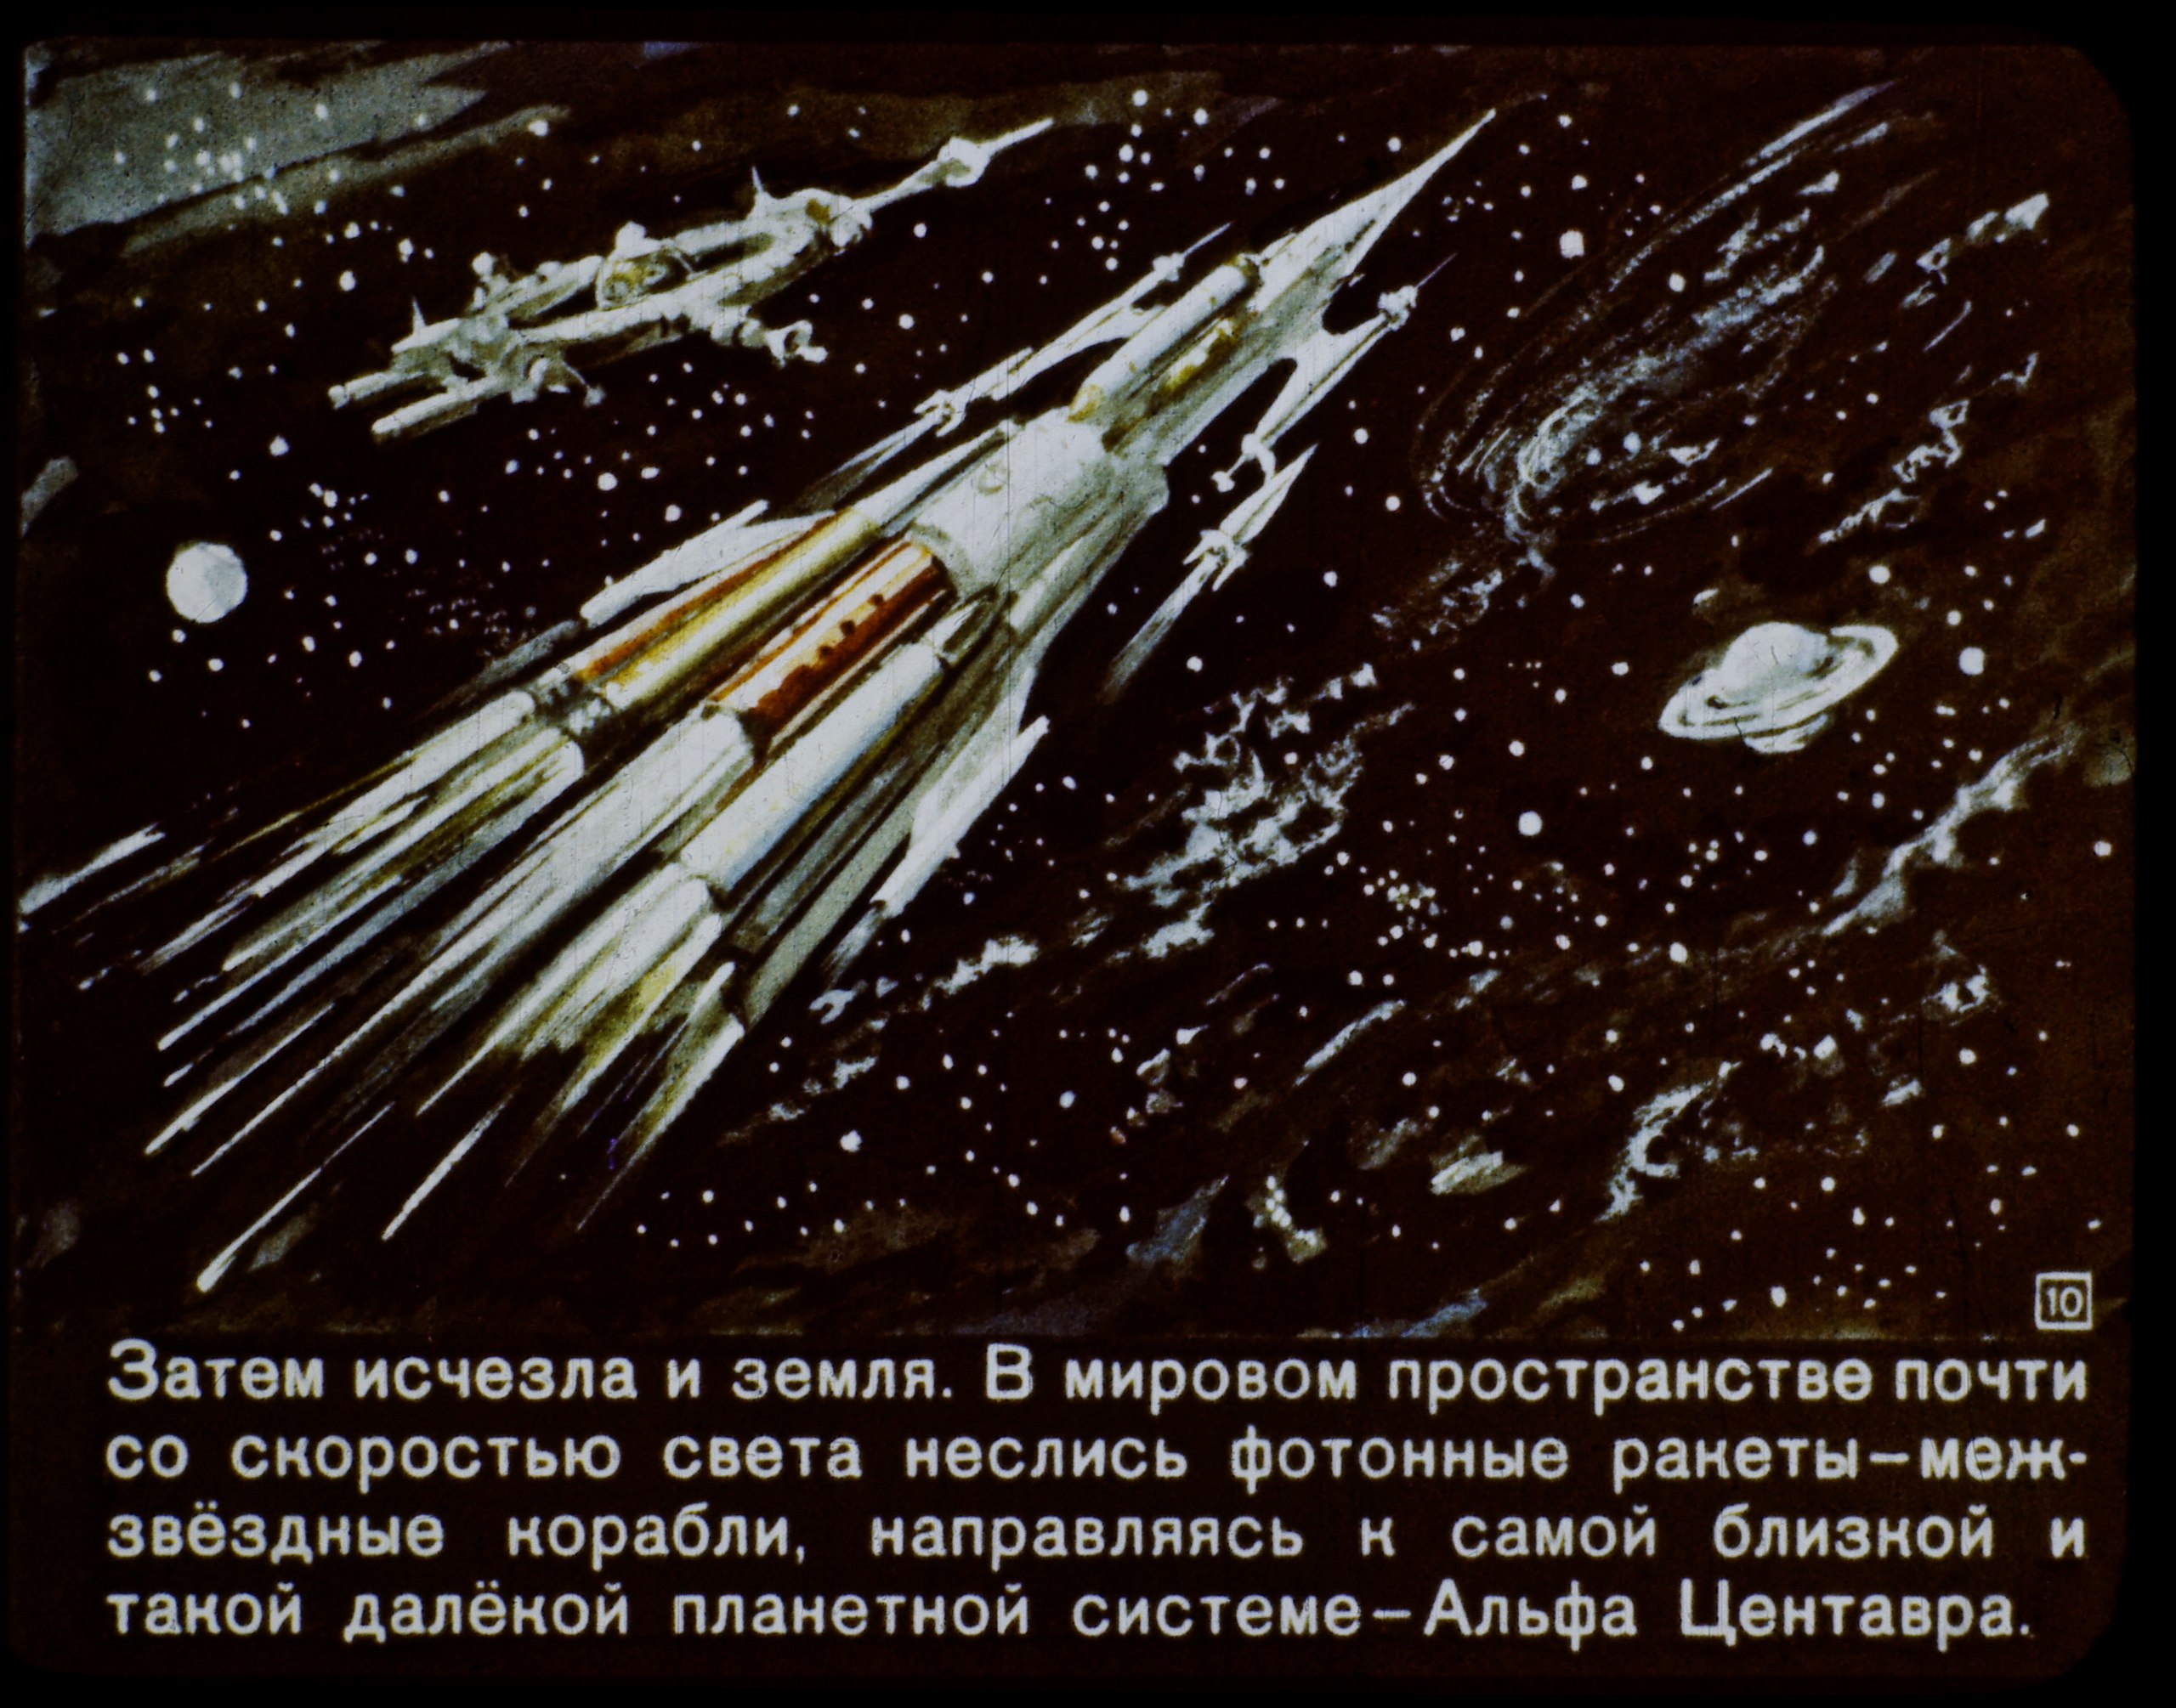 10
Затем исчезла и земля. В мировом пространстве почти
со скоростью света неслись фотонные ракеты–меж-
звёздные корабли, направляясь к самой близкой и
такой далёкой планетной системе–Альфа Центавра.